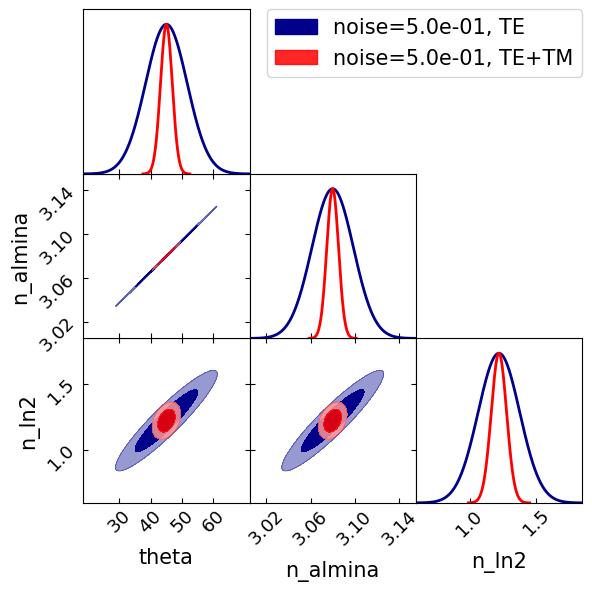 noise=5.0e-01, TE
noise=5.0e-01, TE+TM
n_almina
3.14
3.10
3.06
3.02
n_ln2
1.5
1.0
30
40
50
60
theta
3.02
3.06
3.10
3.14
n_almina
1.0
1.5
n_ln2